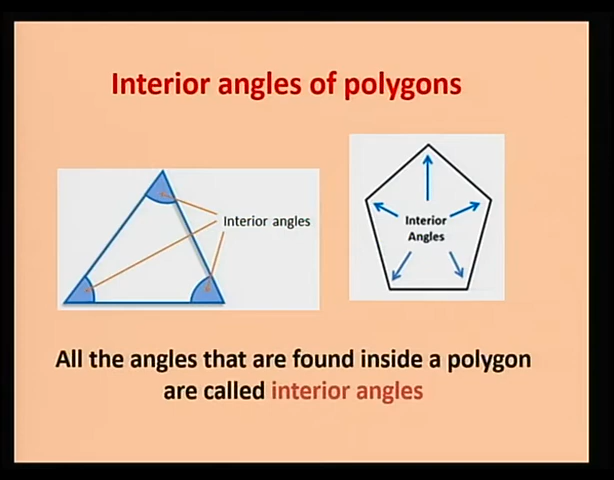 Interior angles of polygons
Interior angles
Interior
Angles
All the angles that are found inside a polygon
are called interior angles